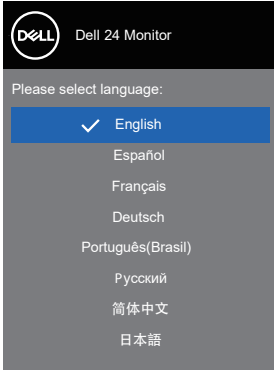 DELL
Dell 24 Monitor
Please select language:
English
Español
Français
Deutsch
Português(Brasil)
Русский
简体中文
日本語